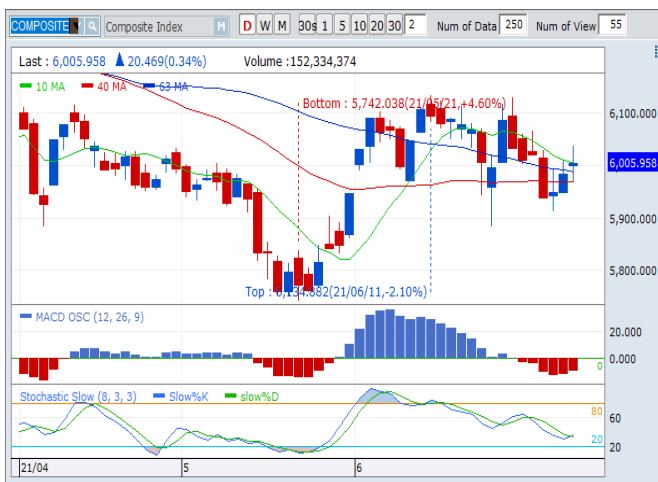 COMPOSITE Composite Index M D W M 30s 1 5 10 20 30 2 Num of Data 250 Num of View 55
Last : 6,005.958 ▲ 20.469(0.34%) Volume :152,334,374
10 MA 40 MA 63 MA
Bottom : 5,742.038(21/05/21,+4.60%)
6,100.000
6,005.958
5,900.000
5,800.000
Top : 6,134.882(21/06/11,-2.10%)
MACD OSC (12, 26, 9)
20.000
0.000
0
Stochastic Slow (8, 3, 3) Slow%K slow%D
80
60
20
20
21/04 5 6